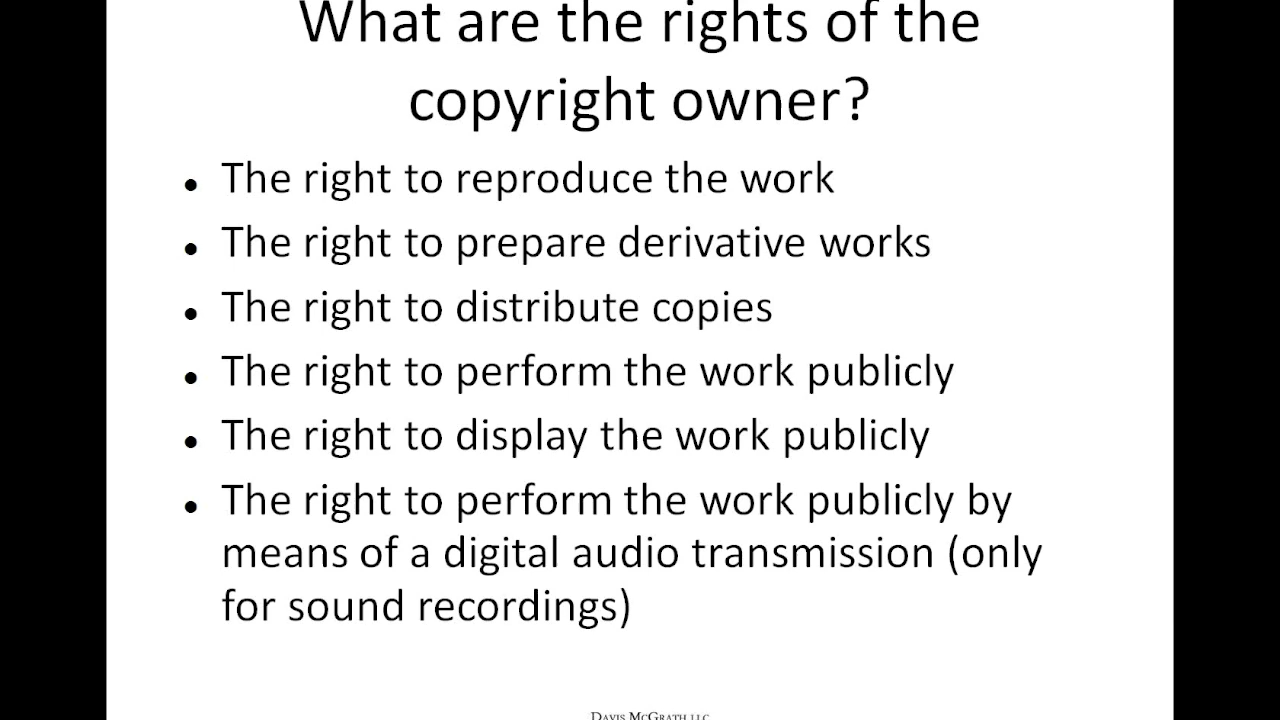 What are the rights of the
copyright owner?
• The right to reproduce the work
• The right to prepare derivative works
• The right to distribute copies
• The right to perform the work publicly
• The right to display the work publicly
• The right to perform the work publicly by
means of a digital audio transmission (only
for sound recordings)
DAVIS MCGRATH LLC